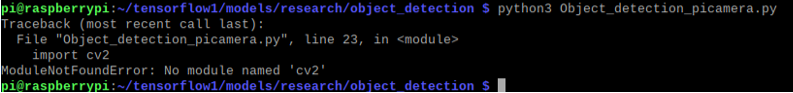 pi@raspberrypi:~/tensorflow1/models/research/object_detection $ python3 Object_detection_picamera.py
Traceback (most recent call last):
  File "Object_detection_picamera.py", line 23, in <module>
    import cv2
ModuleNotFoundError: No module named 'cv2'
pi@raspberrypi:~/tensorflow1/models/research/object_detection $